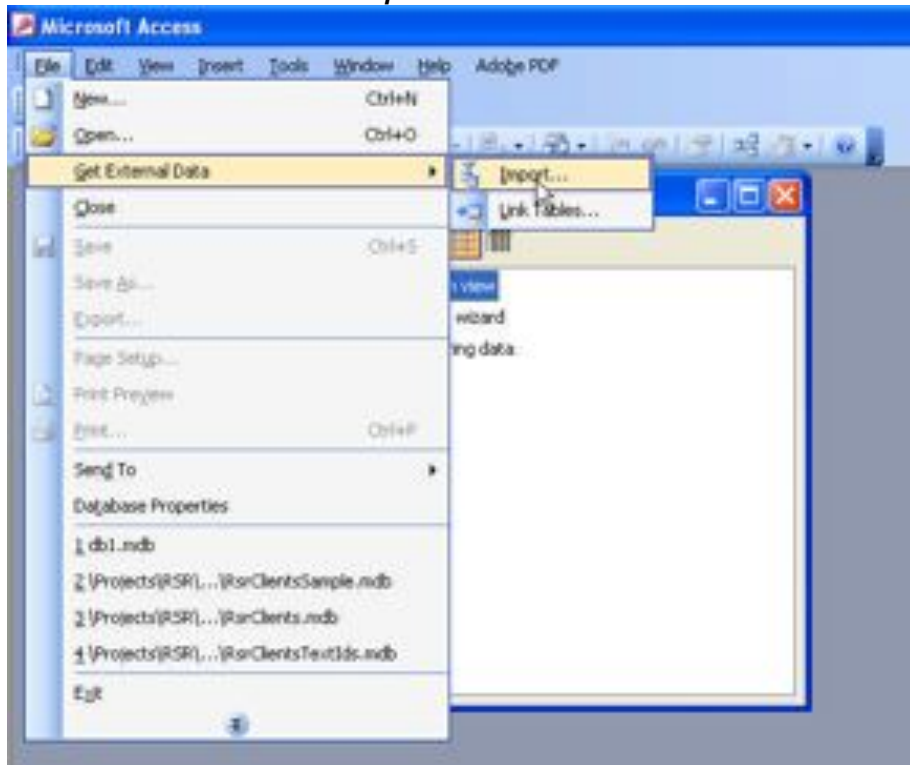 Microsoft Access
File Edit View Insert Tools Window Help Adobe PDF
New... Ctrl+N
Open... Ctrl+O
Get External Data
Import...
Close
Link Tables...
Save Ctrl+S
Save As...
n view
Export...
wizard
Page Setup...
ing data
Print Preview
Print... Ctrl+P
Send To
Database Properties
1 db1.mdb
2 \Projects\RSR\...\RsrClientsSample.mdb
3 \Projects\RSR\...\RsrClients.mdb
4 \Projects\RSR\...\RsrClientsTextIds.mdb
Exit